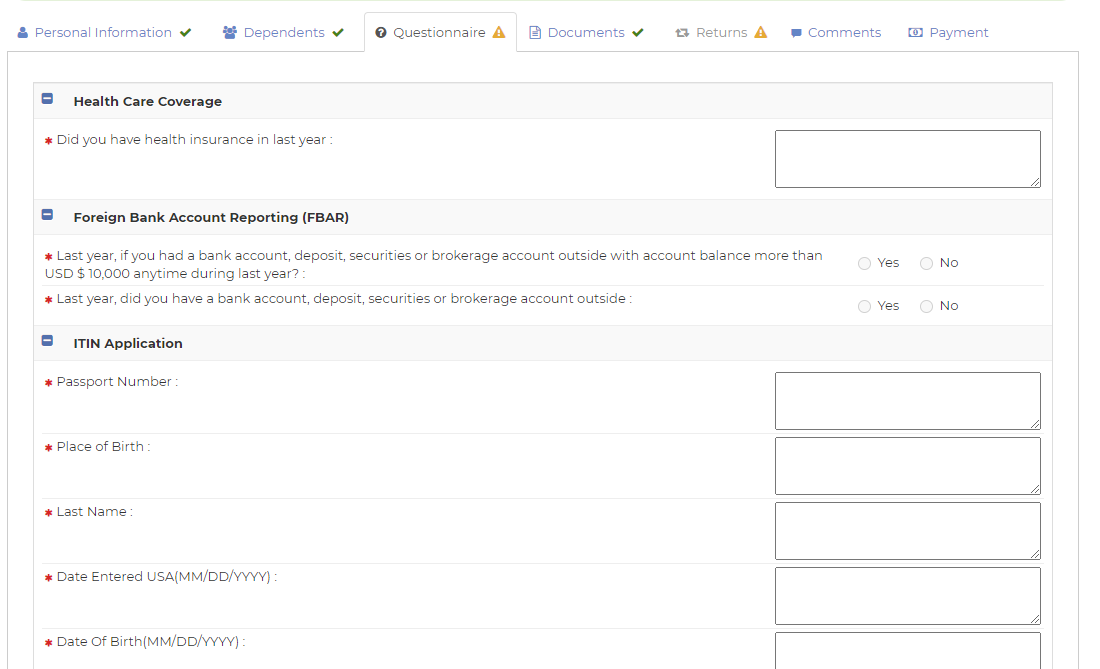 Personal Information Dependents Questionnaire Documents Returns Comments Payment
Health Care Coverage
* Did you have health insurance in last year :
Foreign Bank Account Reporting (FBAR)
* Last year, if you had a bank account, deposit, securities or brokerage account outside with account balance more than
USD $ 10,000 anytime during last year? :
Yes No
* Last year, did you have a bank account, deposit, securities or brokerage account outside :
Yes No
ITIN Application
* Passport Number :
* Place of Birth :
* Last Name :
* Date Entered USA(MM/DD/YYYY) :
* Date Of Birth(MM/DD/YYYY) :